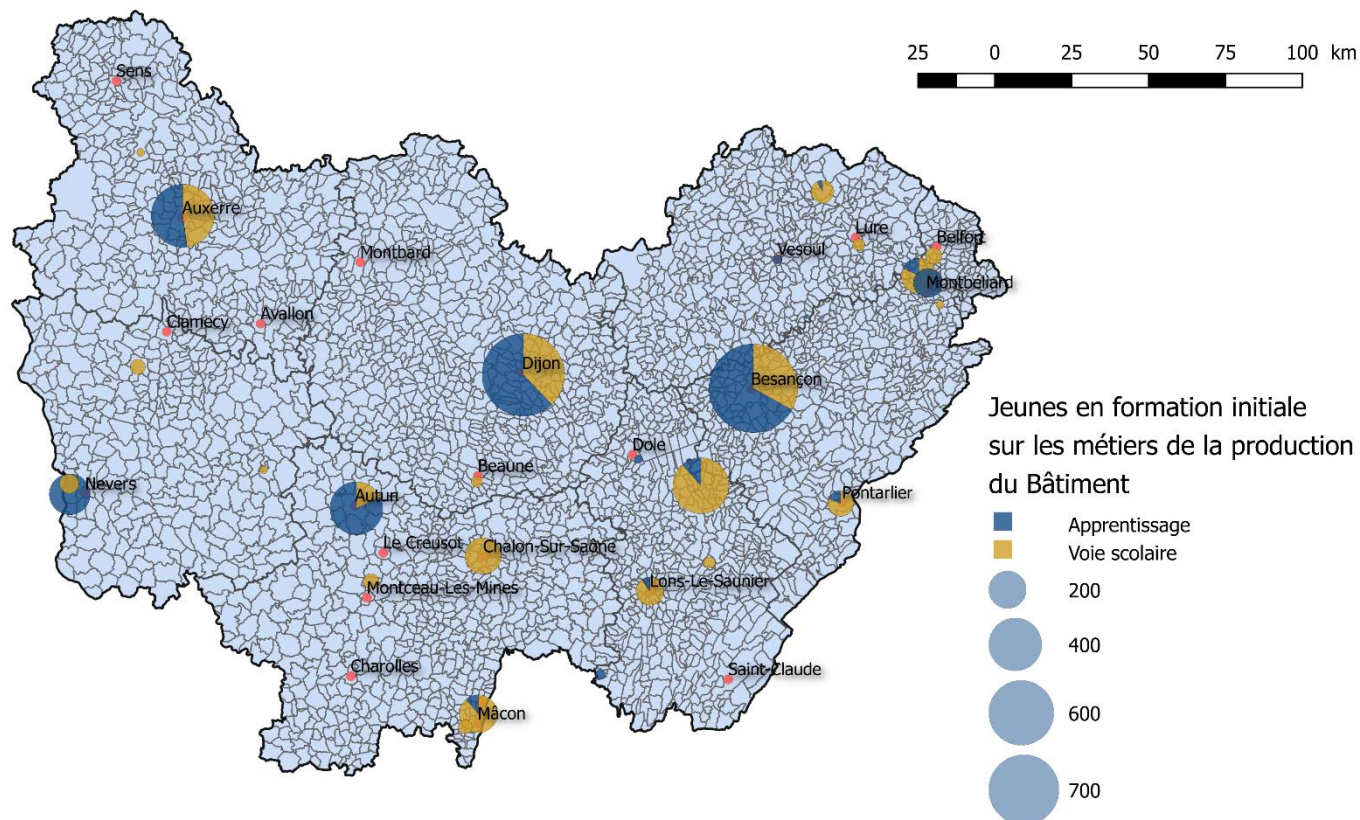 25 0 25 50 75 100 km
Sens
Auxerre
Montbard
Vesoul
Lure
Belfort
Montbéliard
Clamecy
Avallon
Dijon
Besançon
Dole
Beaune
Nevers
Autun
Pontarlier
Le Creusot
Chalon-Sur-Saône
Montceau-Les-Mines
Lons-Le-Saunier
Charolles
Saint-Claude
Mâcon
Jeunes en formation initiale
sur les métiers de la production
du Bâtiment
Apprentissage
Voie scolaire
200
400
600
700